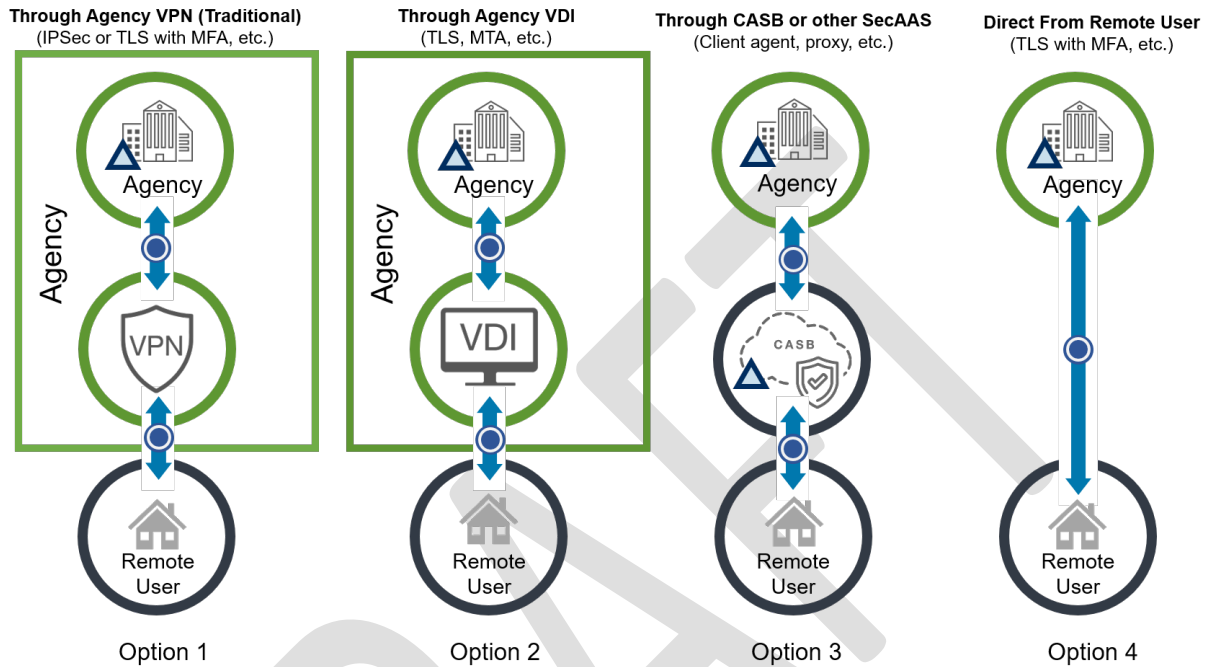 Through Agency VPN (Traditional)
(IPSec or TLS with MFA, etc.)
Agency
Agency
VPN
Remote
User
Option 1
Through Agency VDI
(TLS, MTA, etc.)
Agency
Agency
VDI
Remote
User
Option 2
Through CASB or other SecAAS
(Client agent, proxy, etc.)
Agency
CASB
Remote
User
Option 3
Direct From Remote User
(TLS with MFA, etc.)
Agency
Remote
User
Option 4
DRAFT